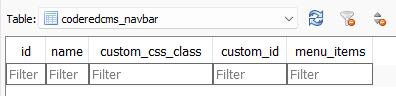 Table: coderedcms_navbar
id name custom_css_class custom_id menu_items
Filter Filter Filter Filter Filter